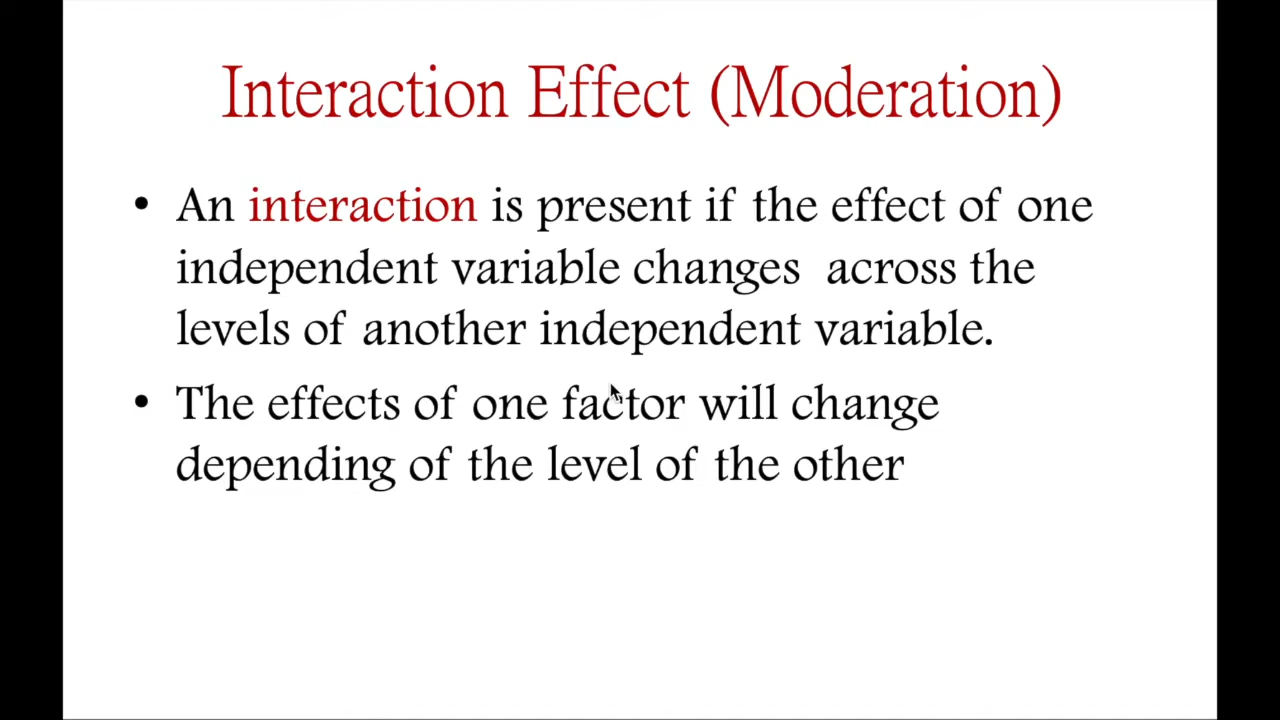 Interaction Effect (Moderation)
• An interaction is present if the effect of one
independent variable changes  across the
levels of another independent variable.
• The effects of one factor will change
depending of the level of the other